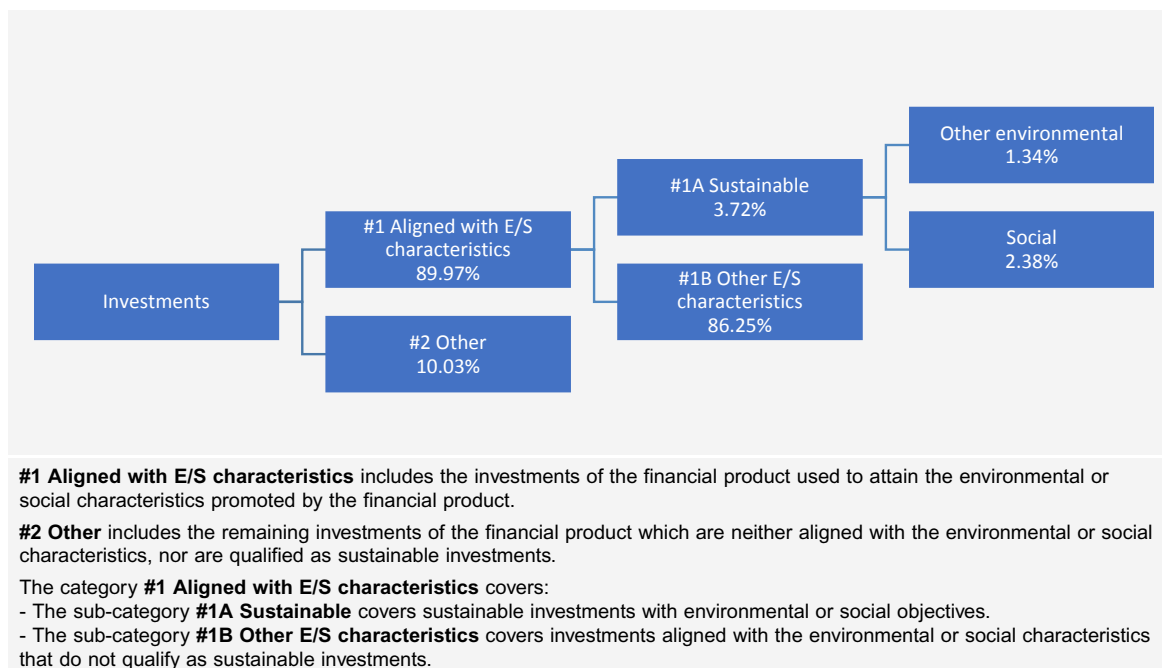 Other environmental
1.34%
#1A Sustainable
3.72%
#1 Aligned with E/S
characteristics
89.97%
Social
2.38%
Investments
#1B Other E/S
characteristics
86.25%
#2 Other
10.03%
#1 Aligned with E/S characteristics includes the investments of the financial product used to attain the environmental or
social characteristics promoted by the financial product.
#2 Other includes the remaining investments of the financial product which are neither aligned with the environmental or social
characteristics, nor are qualified as sustainable investments.
The category #1 Aligned with E/S characteristics covers:
- The sub-category #1A Sustainable covers sustainable investments with environmental or social objectives.
- The sub-category #1B Other E/S characteristics covers investments aligned with the environmental or social characteristics
that do not qualify as sustainable investments.